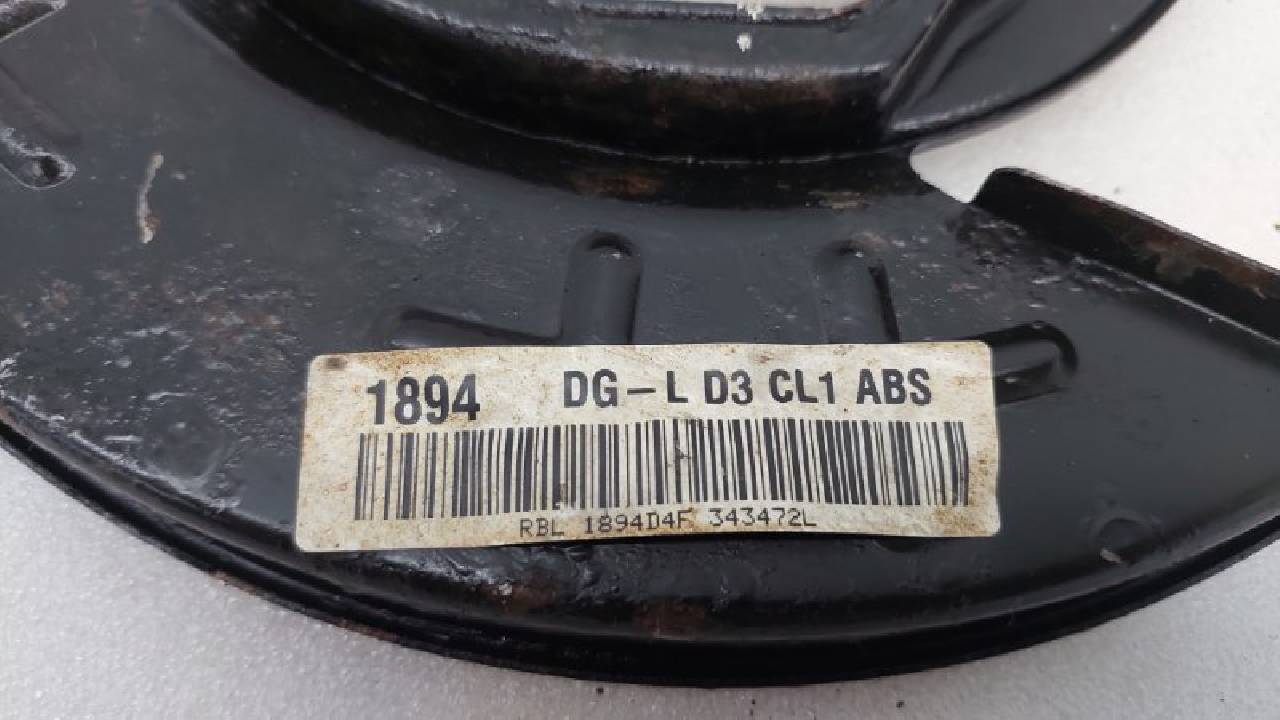 1894 DG-L D3 CL1 ABS
RBL 1894D4F 343472L